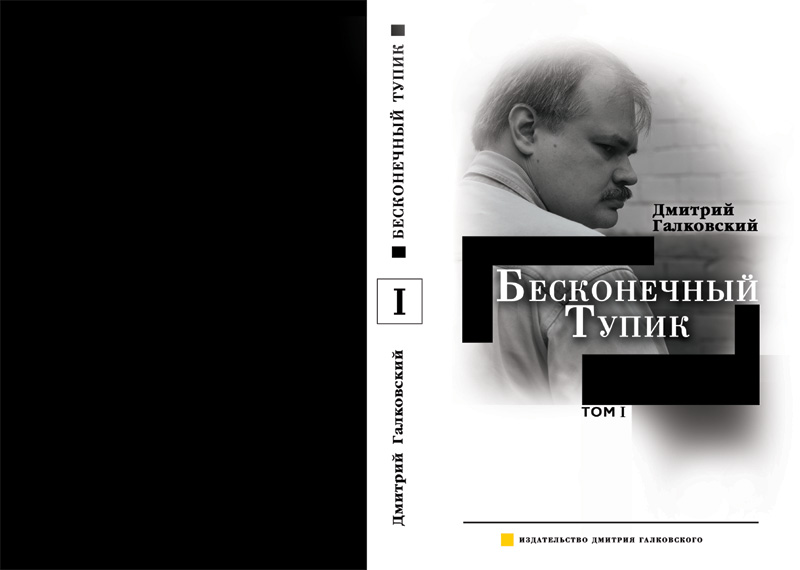 БЕСКОНЕЧНЫЙ ТУПИК
I
Дмитрий Галковский
Дмитрий
Галковский
БЕСКОНЕЧНЫЙ
ТУПИК
ТОМ I
ИЗДАТЕЛЬСТВО ДМИТРИЯ ГАЛКОВСКОГО